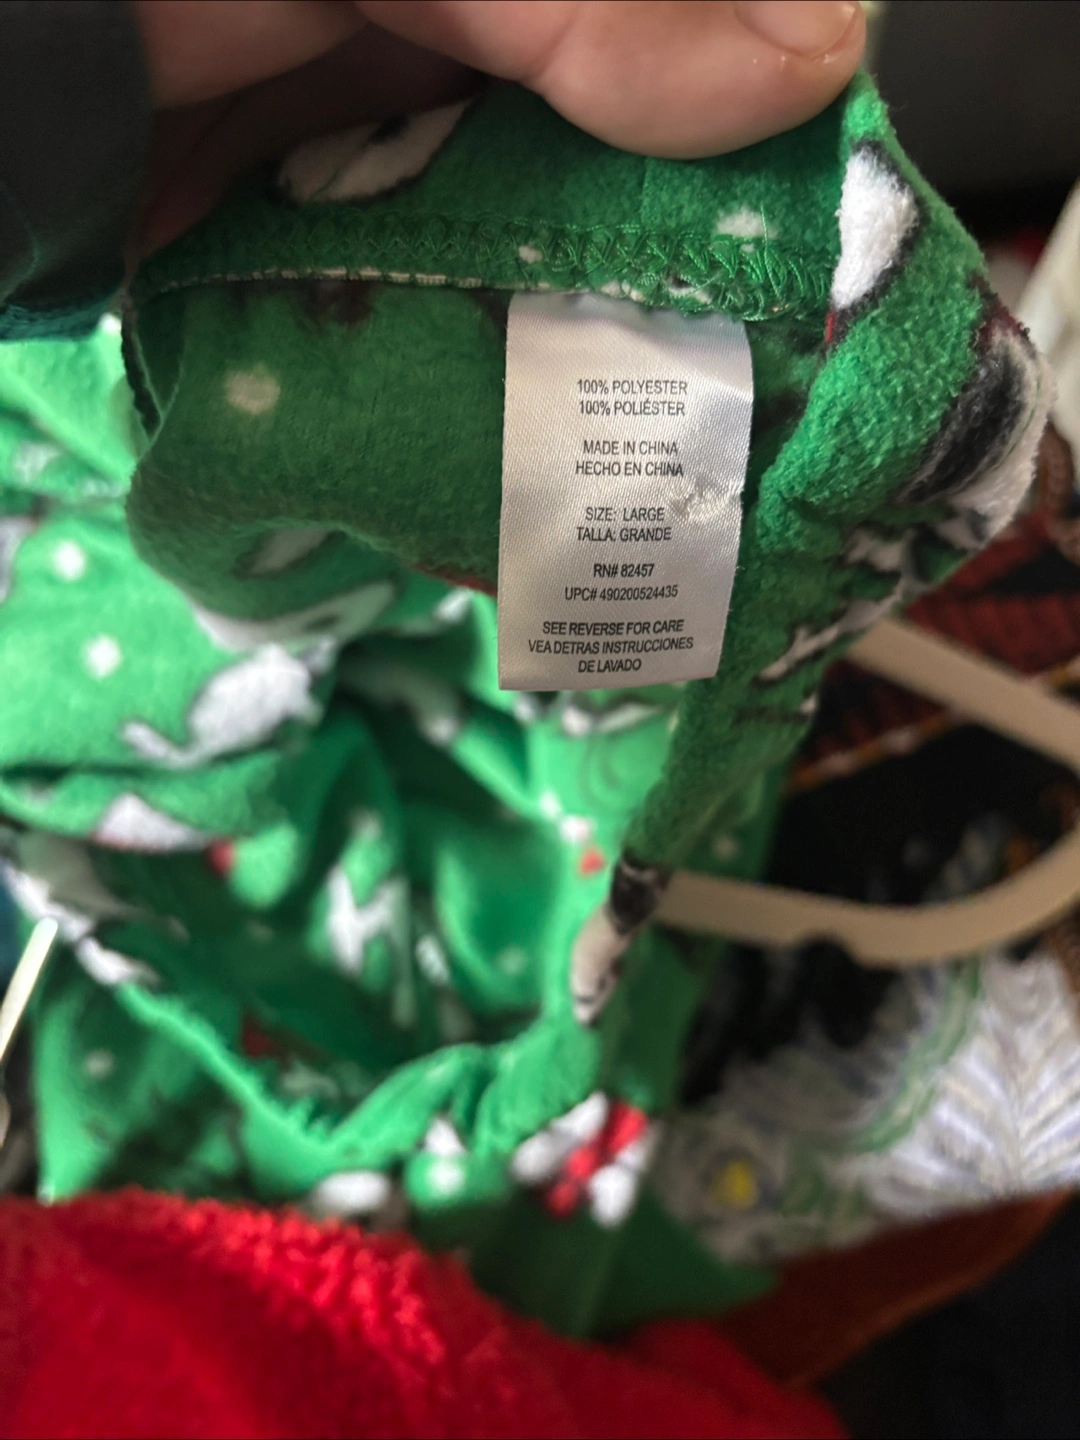 100% POLYESTER
100% POLIÉSTER
MADE IN CHINA
HECHO EN CHINA
SIZE: LARGE
TALLA: GRANDE
RN# 82457
UPC# 490200524435
SEE REVERSE FOR CARE
VEA DETRAS INSTRUCCIONES
DE LAVADO